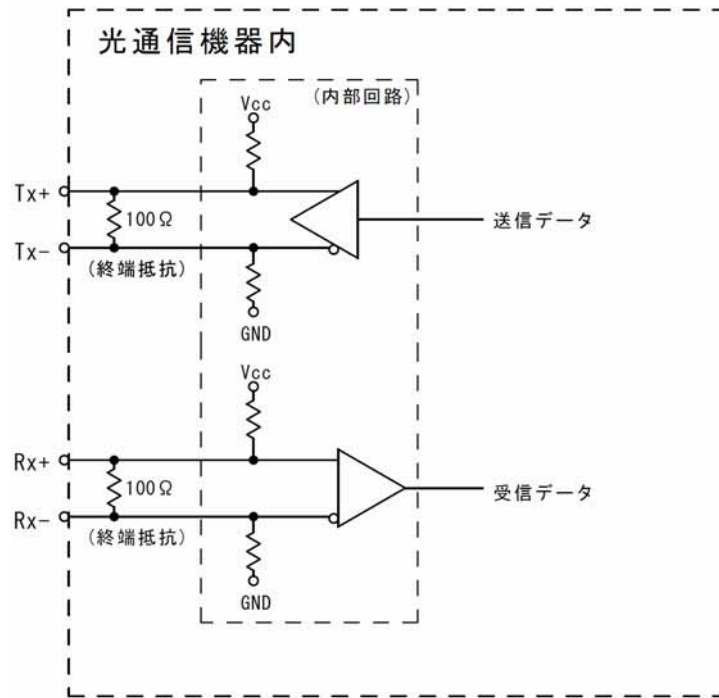 光通信機器内
(内部回路)
Vcc
Tx+
100Ω
送信データ
Tx-
(終端抵抗)
GND
Vcc
Rx+
100Ω
受信データ
Rx-
(終端抵抗)
GND